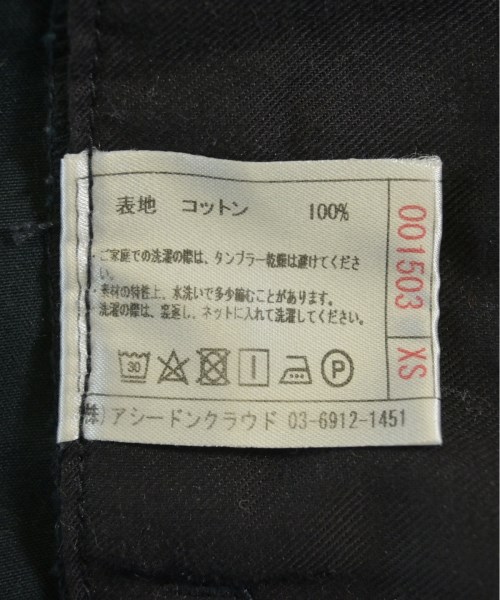 表地 コットン 100%
・ご家庭での洗濯の際は、タンブラー乾燥は避けてくださ
い。
・素材の特性上、水洗いで多少縮むことがあります。
洗濯の際は、裏返し、ネットに入れて洗濯してください。
30 P
(株)アシードンクラウド 03-6912-1451
001503 XS